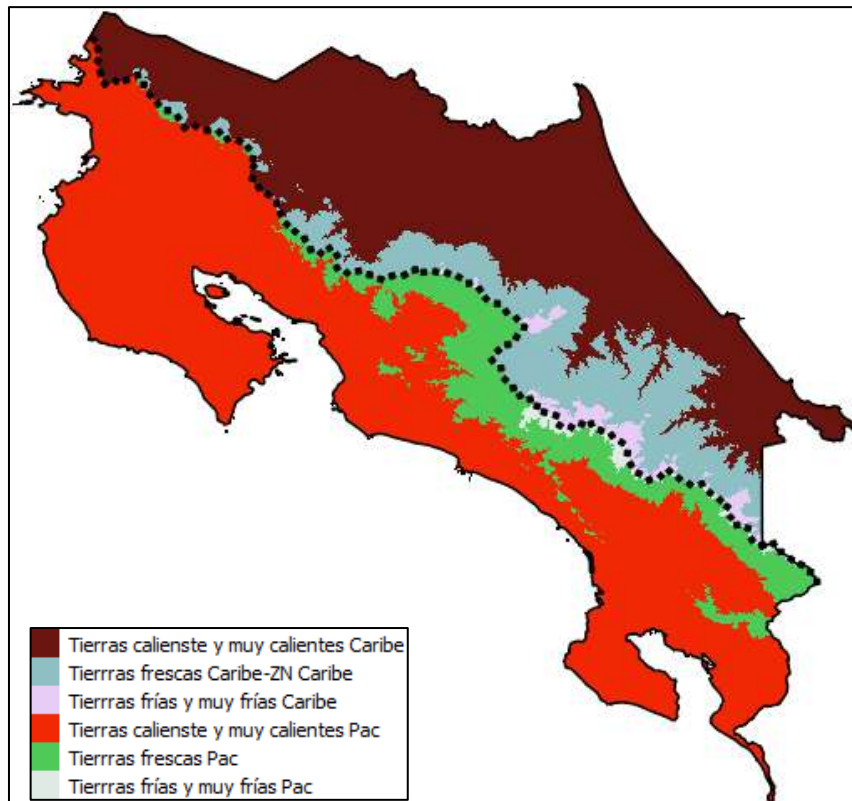 Tierras calienste y muy calientes Caribe
Tierrras frescas Caribe-ZN Caribe
Tierrras frías y muy frías Caribe
Tierras calienste y muy calientes Pac
Tierrras frescas Pac
Tierrras frías y muy frías Pac